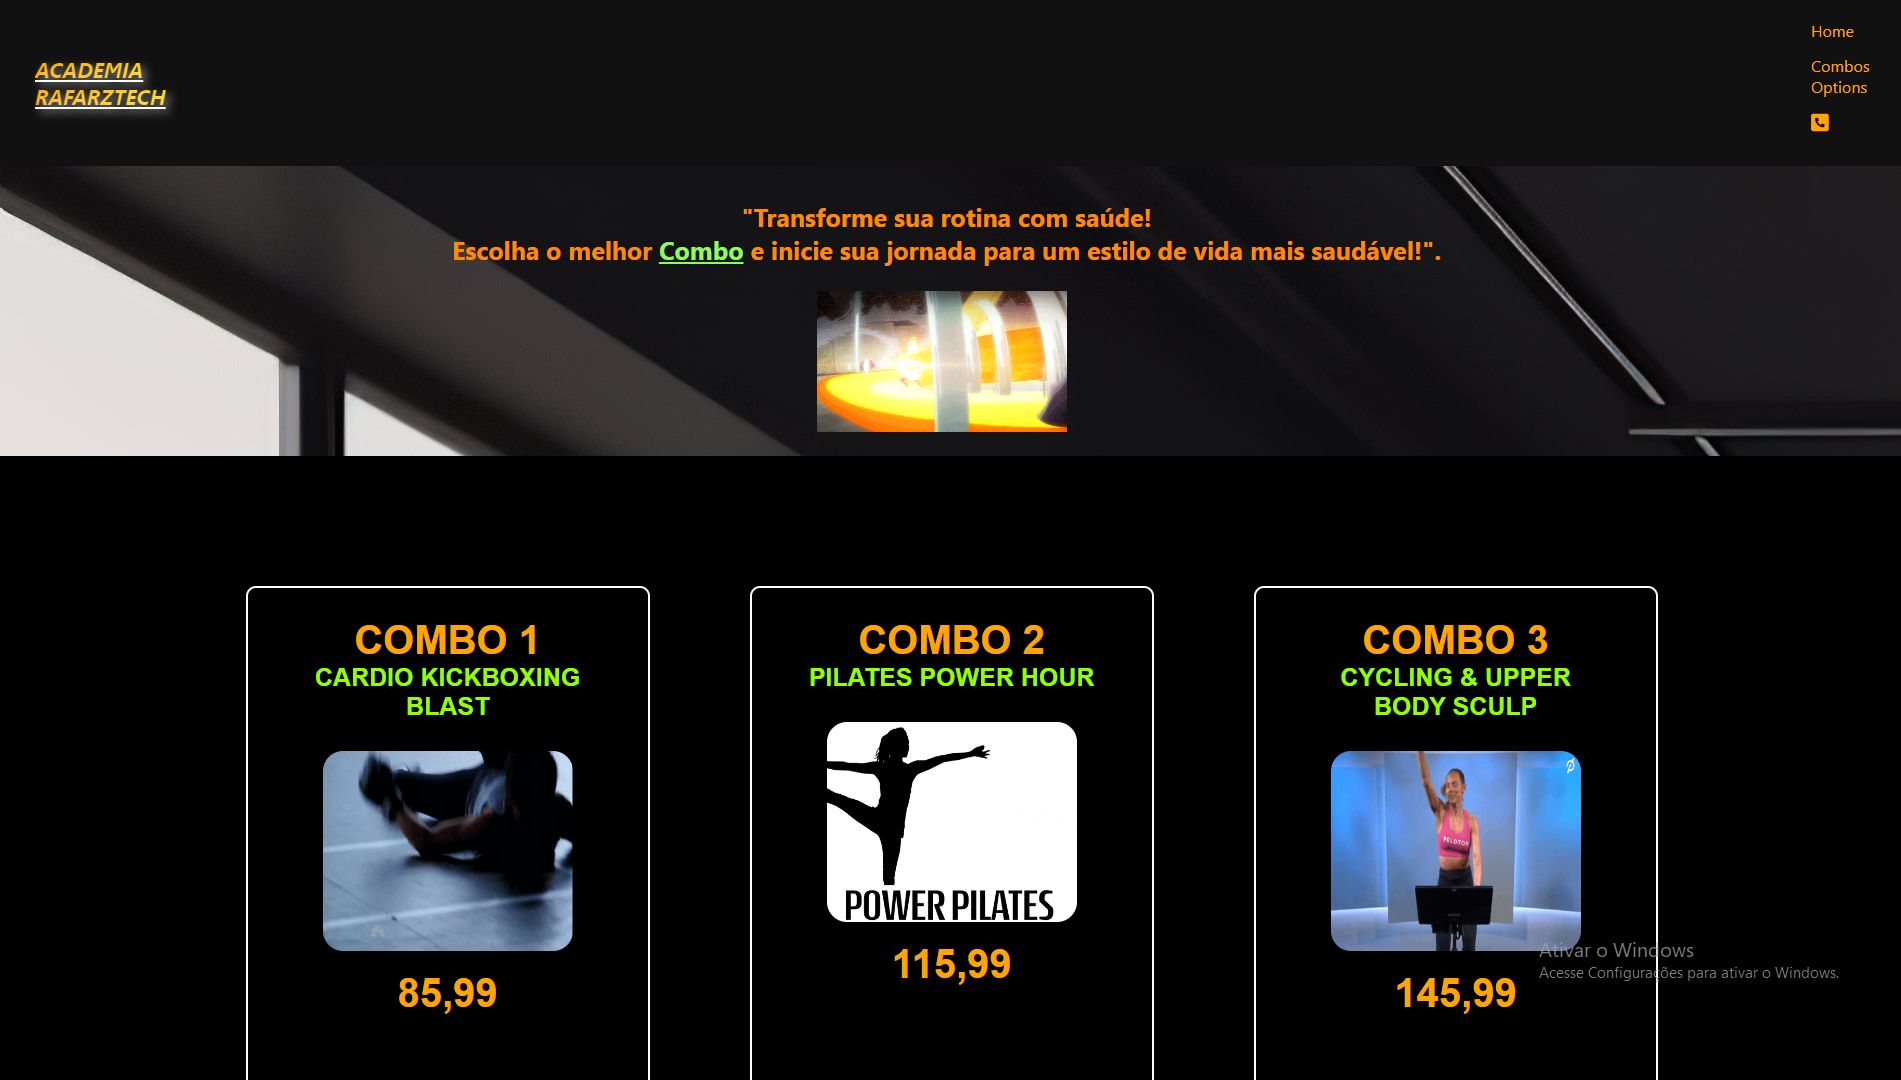 ACADEMIA
RAFARZTECH
Home
Combos
Options
"Transforme sua rotina com saúde!
Escolha o melhor Combo e inicie sua jornada para um estilo de vida mais saudável!".
COMBO 1
CARDIO KICKBOXING
BLAST
85,99
COMBO 2
PILATES POWER HOUR
POWER PILATES
115,99
COMBO 3
CYCLING & UPPER
BODY SCULP
PELOTON
145,99
Ativar o Windows
Acesse Configurações para ativar o Windows.